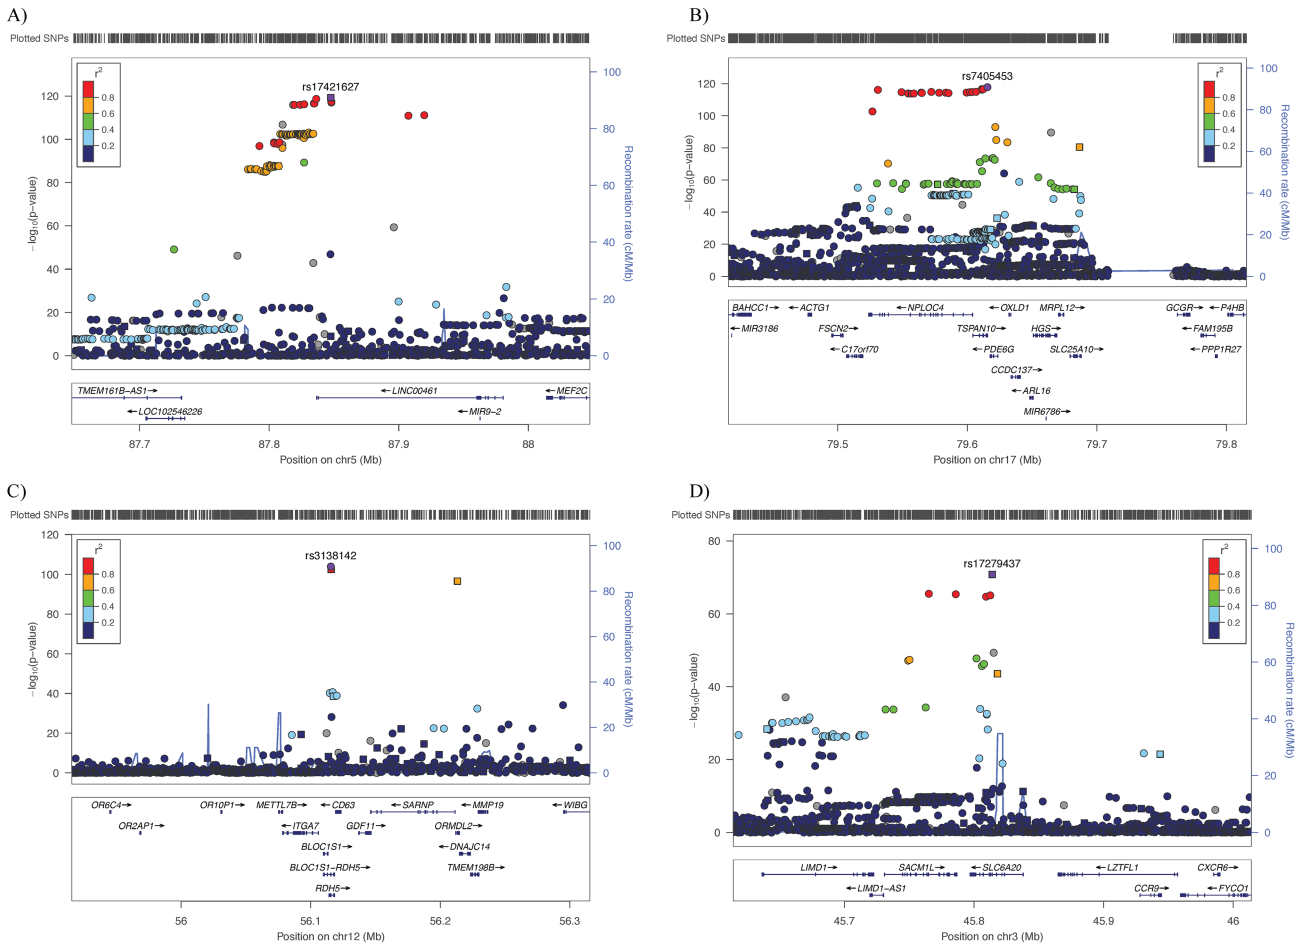 A)
Plotted SNPs
r²
0.8
0.6
0.4
0.2
rs17421627
120
100
80
60
40
20
0
−log10(p−value)
100
80
60
40
20
0
Recombination rate (cM/Mb)
TMEM161B−AS1→
←LINC00461
←MEF2C
←LOC102546226
←MIR9−2
87.7
87.8
87.9
88
Position on chr5 (Mb)
B)
Plotted SNPs
r²
0.8
0.6
0.4
0.2
rs7405453
120
100
80
60
40
20
0
−log10(p−value)
100
80
60
40
20
0
Recombination rate (cM/Mb)
BAHCC1→
←ACTG1
←NPLOC4
←OXLD1
MRPL12→
GCGR→
←P4HB
←MIR3186
FSCN2→
TSPAN10→
HGS→
←FAM195B
←C17orf70
←PDE6G
SLC25A10→
←PPP1R27
CCDC137→
←ARL16
MIR6786→
79.5
79.6
79.7
79.8
Position on chr17 (Mb)
C)
Plotted SNPs
r²
0.8
0.6
0.4
0.2
rs3138142
120
100
80
60
40
20
0
−log10(p−value)
100
80
60
40
20
0
Recombination rate (cM/Mb)
OR6C4→
OR10P1→
METTL7B→
←CD63
←SARNP
←MMP19
←WIBG
OR2AP1→
←ITGA7
GDF11→
ORMDL2→
BLOC1S1→
←DNAJC14
BLOC1S1−RDH5→
TMEM198B→
RDH5→
56
56.1
56.2
56.3
Position on chr12 (Mb)
D)
Plotted SNPs
r²
0.8
0.6
0.4
0.2
rs17279437
80
60
40
20
0
−log10(p−value)
100
80
60
40
20
0
Recombination rate (cM/Mb)
LIMD1→
SACM1L→
←SLC6A20
←LZTFL1
CXCR6→
←LIMD1−AS1
CCR9→
←FYCO1
45.7
45.8
45.9
46
Position on chr3 (Mb)